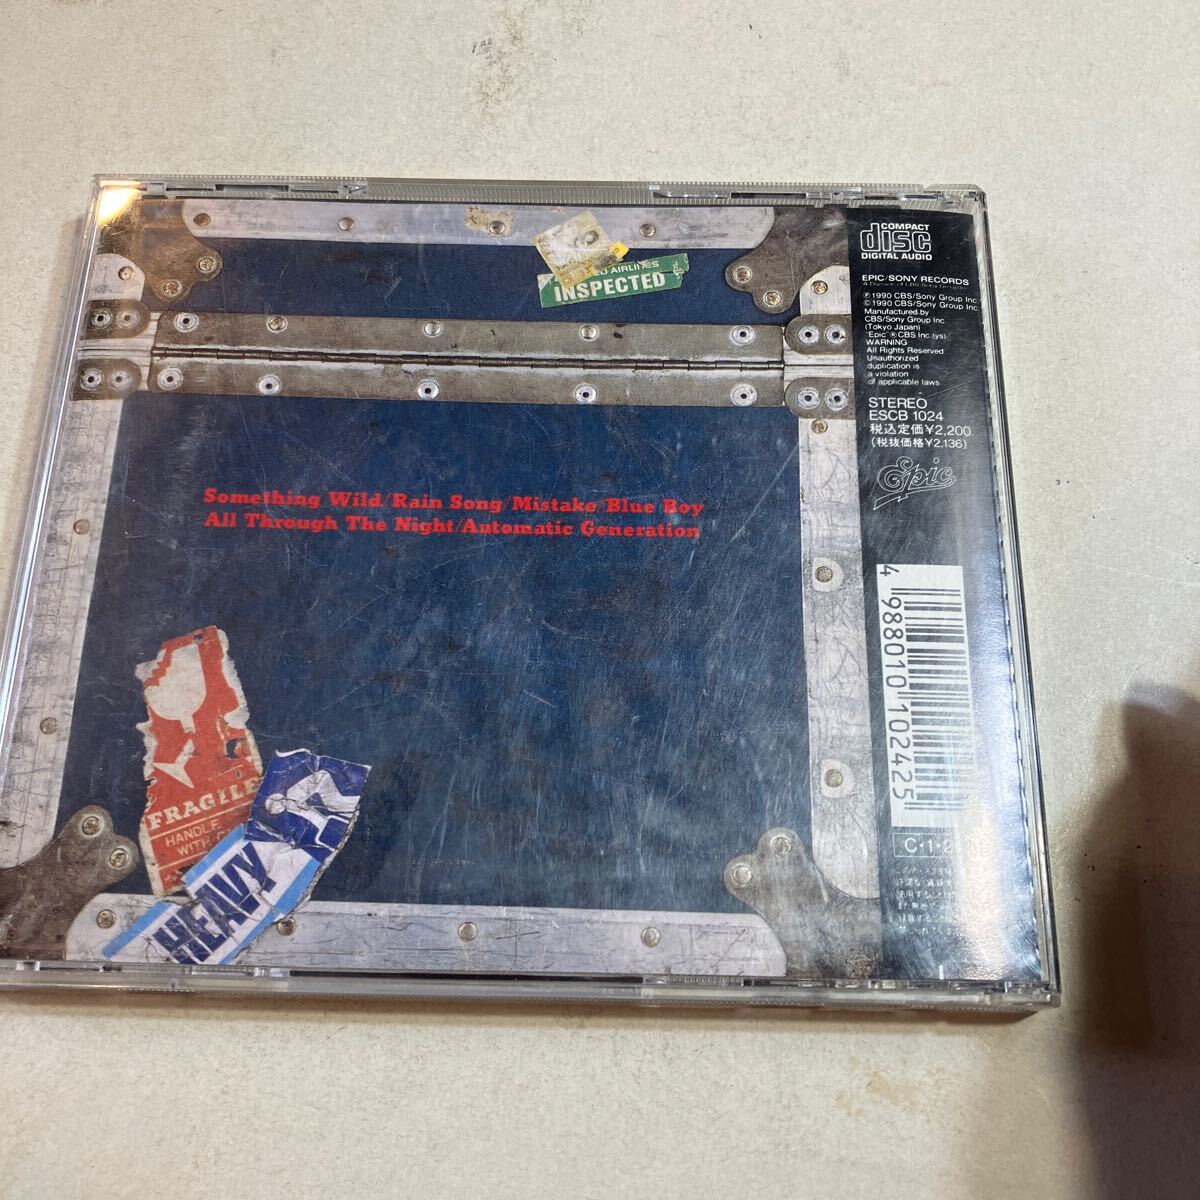 COMPACT
disc
DIGITAL AUDIO
EPIC/SONY RECORDS
℗1990 CBS/Sony Group Inc.
©1990 CBS/Sony Group Inc.
Manufactured by
CBS/Sony Group Inc
(Tokyo Japan)
"Epic" ® CBS Inc. (ys)
WARNING
All Rights Reserved
Unauthorized
duplication is
a violation
of applicable laws
STEREO
ESCB 1024
税込定価¥2,200
(税抜価格¥2,136)
Epic
4 988010 102425
AIRLINES
INSPECTED
Something Wild/Rain Song/Mistake/Blue Boy
All Through The Night/Automatic Generation
FRAGILE
HANDLE
WITH
HEAVY